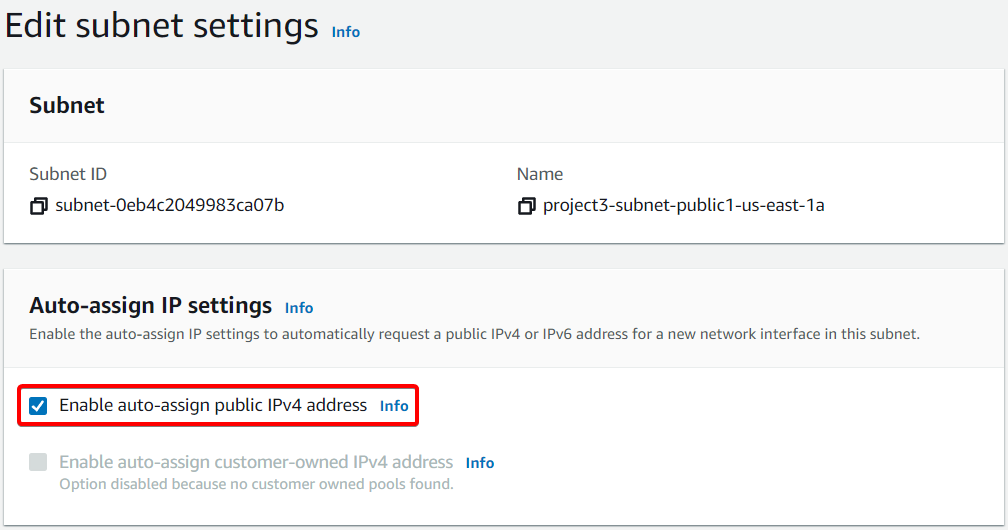 Edit subnet settings Info
Subnet
Subnet ID Name
subnet-0eb4c2049983ca07b project3-subnet-public1-us-east-1a
Auto-assign IP settings Info
Enable the auto-assign IP settings to automatically request a public IPv4 or IPv6 address for a new network interface in this subnet.
Enable auto-assign public IPv4 address Info
Enable auto-assign customer-owned IPv4 address Info
Option disabled because no customer owned pools found.